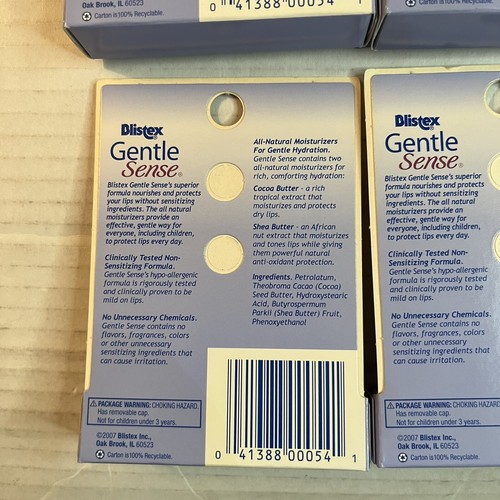 Oak Brook, IL 60523
Carton is 100% Recyclable.
0 41388 00054 1
Carton is 100% Recyclable.
Blistex
Gentle
Sense®
Blistex Gentle Sense's superior
formula nourishes and protects
your lips without sensitizing
ingredients. The all natural
moisturizers provide an
effective, gentle way for
everyone, including children,
to protect lips every day.
Clinically Tested Non-
Sensitizing Formula.
Gentle Sense's hypo-allergenic
formula is rigorously tested
and clinically proven to be
mild on lips.
No Unnecessary Chemicals.
Gentle Sense contains no
flavors, fragrances, colors
or other unnecessary
sensitizing ingredients that
can cause irritation.
All-Natural Moisturizers
For Gentle Hydration.
Gentle Sense contains two
all-natural moisturizers for
rich, comforting hydration:
Cocoa Butter - a rich
tropical extract that
moisturizes and protects
dry lips.
Shea Butter - an African
nut extract that moisturizes
and tones lips while giving
them powerful natural
anti-oxidant protection.
Ingredients. Petrolatum,
Theobroma Cacao (Cocoa)
Seed Butter, Hydroxystearic
Acid, Butyrospermum
Parkii (Shea Butter) Fruit,
Phenoxyethanol
PACKAGE WARNING: CHOKING HAZARD.
Has removable cap.
Not for children under 3 years.
©2007 Blistex Inc.,
Oak Brook, IL 60523
Carton is 100% Recyclable.
0 41388 00054 1
Blistex
Gentle
Sense®
Blistex Gentle Sense's superior
formula nourishes and protects
your lips without sensitizing
ingredients. The all natural
moisturizers provide an
effective, gentle way for
everyone, including children,
to protect lips every day.
Clinically Tested Non-
Sensitizing Formula.
Gentle Sense's hypo-allergenic
formula is rigorously tested
and clinically proven to be
mild on lips.
No Unnecessary Chemicals.
Gentle Sense contains no
flavors, fragrances, colors
or other unnecessary
sensitizing ingredients that
can cause irritation.
PACKAGE WARNING: CHOKING HAZARD.
Has removable cap.
Not for children under 3 years.
©2007 Blistex Inc.,
Oak Brook, IL 60523
Carton is 100% Recyclable.